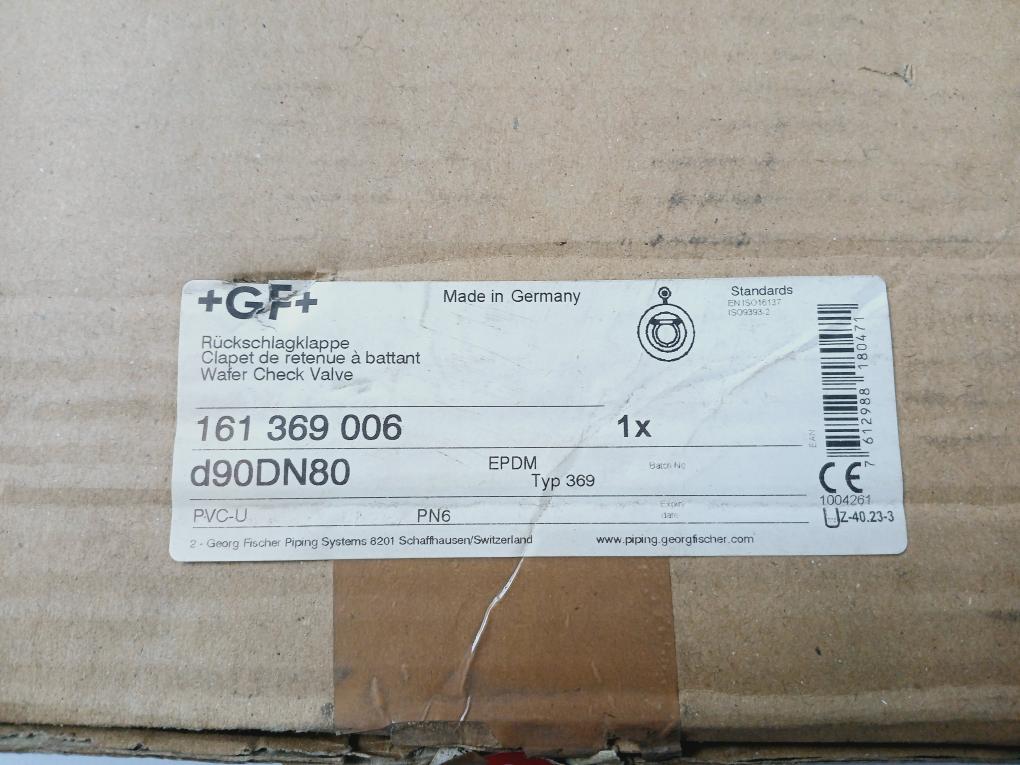 +GF+
Made in Germany
Standards
EN ISO16137
ISO9393-2
Rückschlagklappe
Clapet de retenue à battant
Wafer Check Valve
161 369 006
1x
d90DN80
EPDM
Typ 369
Batch No
PVC-U
PN6
Expiry
date
EAN
7 612988 180471
CE
1004261
UZ-40.23-3
2 - Georg Fischer Piping Systems 8201 Schaffhausen/Switzerland
www.piping.georgfischer.com